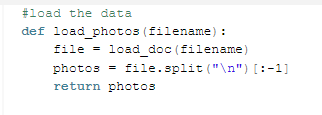 #load the data
def load_photos(filename):
    file = load_doc(filename)
    photos = file.split("\n")[:-1]
    return photos